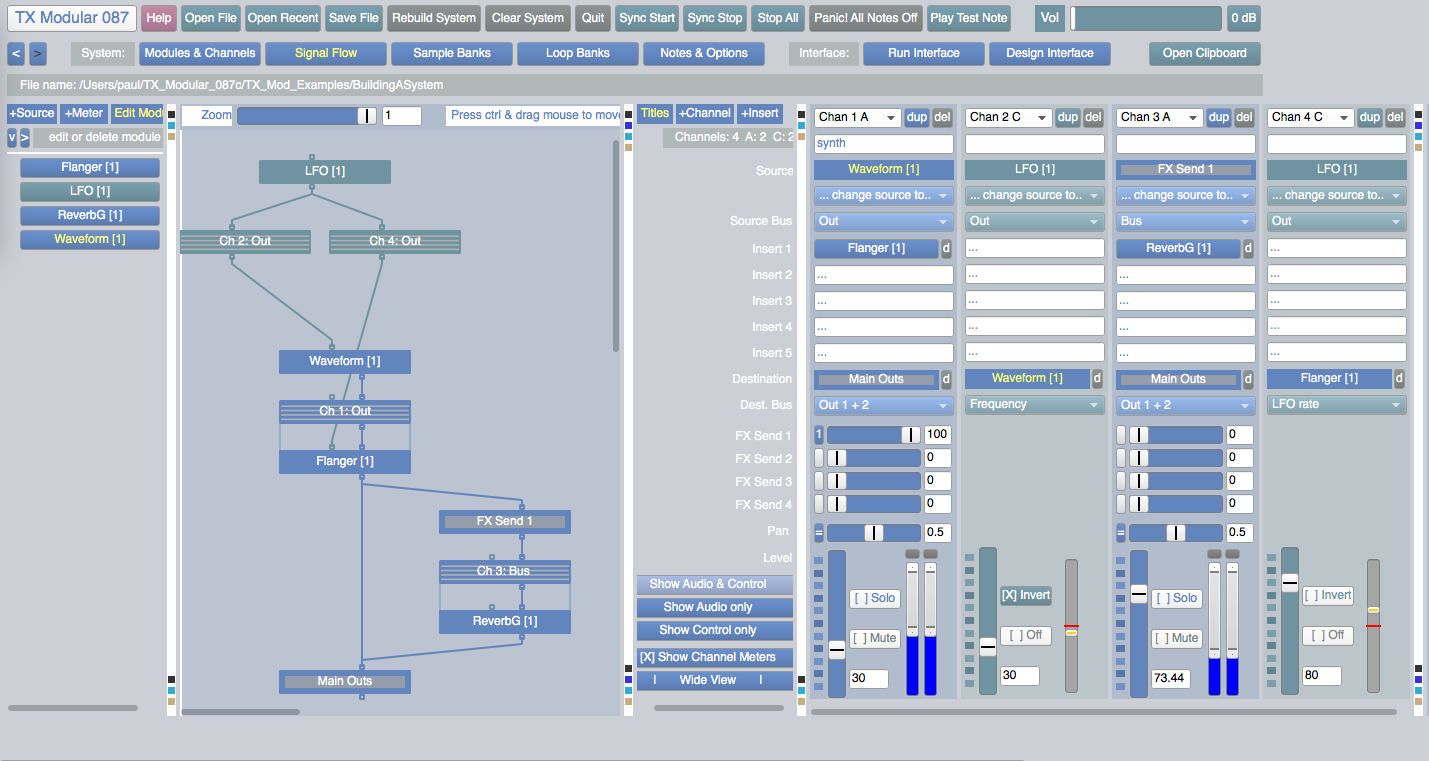 TX Modular 087 Help Open File Open Recent Save File Rebuild System Clear System Quit Sync Start Sync Stop Stop All Panic! All Notes Off Play Test Note Vol 0 dB
< > System: Modules & Channels Signal Flow Sample Banks Loop Banks Notes & Options Interface: Run Interface Design Interface Open Clipboard
File name: /Users/paul/TX_Modular_087c/TX_Mod_Examples/BuildingASystem
+Source +Meter Edit Mod
v > edit or delete module
Flanger [1]
LFO [1]
ReverbG [1]
Waveform [1]
Zoom 1 Press ctrl & drag mouse to mov
LFO [1]
Ch 2: Out Ch 4: Out
Waveform [1]
Ch 1: Out
Flanger [1]
FX Send 1
Ch 3: Bus
ReverbG [1]
Main Outs
Titles +Channel +Insert
Channels: 4 A: 2 C: 2
Source
Source Bus
Insert 1
Insert 2
Insert 3
Insert 4
Insert 5
Destination
Dest. Bus
FX Send 1
FX Send 2
FX Send 3
FX Send 4
Pan
Level
Show Audio & Control
Show Audio only
Show Control only
[X] Show Channel Meters
I Wide View I
Chan 1 A dup del
synth
Waveform [1]
... change source to..
Out
Flanger [1] d
...
...
...
...
Main Outs d
Out 1 + 2
1 100
0
0
0
= 0.5
[ ] Solo
[ ] Mute
30
Chan 2 C dup del
LFO [1]
... change source to..
Out
...
...
...
...
...
Waveform [1] d
Frequency
[X] Invert
[ ] Off
30
Chan 3 A dup del
FX Send 1
... change source to..
Bus
ReverbG [1] d
...
...
...
...
Main Outs d
Out 1 + 2
0
0
0
0
= 0.5
[ ] Solo
[ ] Mute
73.44
Chan 4 C dup del
LFO [1]
... change source to..
Out
...
...
...
...
...
Flanger [1] d
LFO rate
[ ] Invert
[ ] Off
80